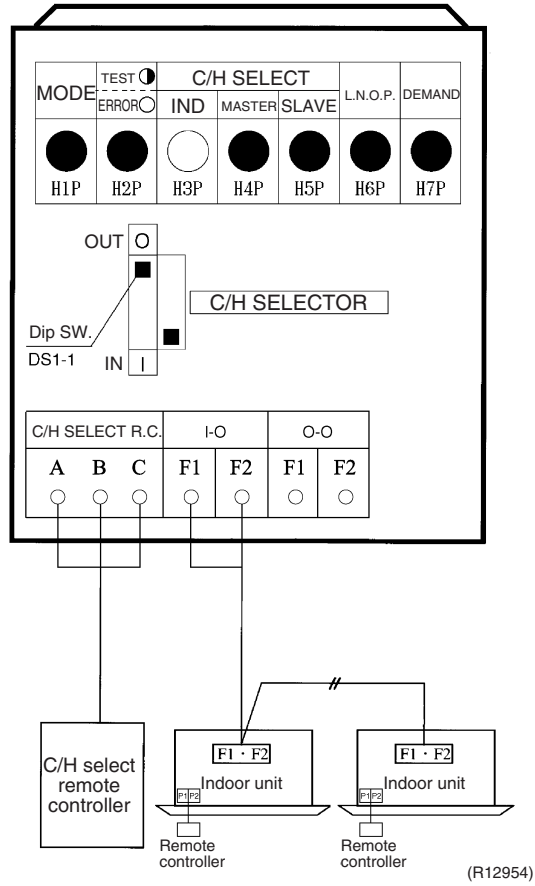 TEST
C/H SELECT
MODE
L.N.O.P.
DEMAND
ERROR
IND
MASTER
SLAVE
H1P
H2P
H3P
H4P
H5P
H6P
H7P
OUT
O
C/H SELECTOR
Dip SW.
DS1-1
IN
I
C/H SELECT R.C.
I-O
O-O
A
B
C
F1
F2
F1
F2
C/H select
remote
controller
F1 · F2
Indoor unit
P1 P2
Remote
controller
F1 · F2
Indoor unit
P1 P2
Remote
controller
(R12954)